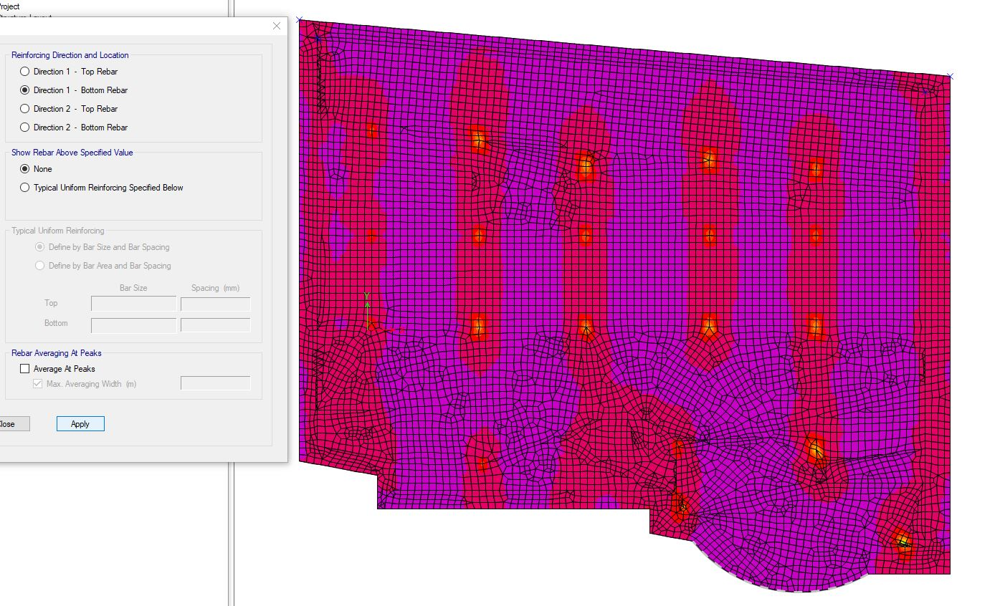 Project
Reinforcing Direction and Location
Direction 1 - Top Rebar
Direction 1 - Bottom Rebar
Direction 2 - Top Rebar
Direction 2 - Bottom Rebar
Show Rebar Above Specified Value
None
Typical Uniform Reinforcing Specified Below
Typical Uniform Reinforcing
Define by Bar Size and Bar Spacing
Define by Bar Area and Bar Spacing
Bar Size Spacing (mm)
Top
Bottom
Rebar Averaging At Peaks
Average At Peaks
Max. Averaging Width (m)
Close Apply
Y